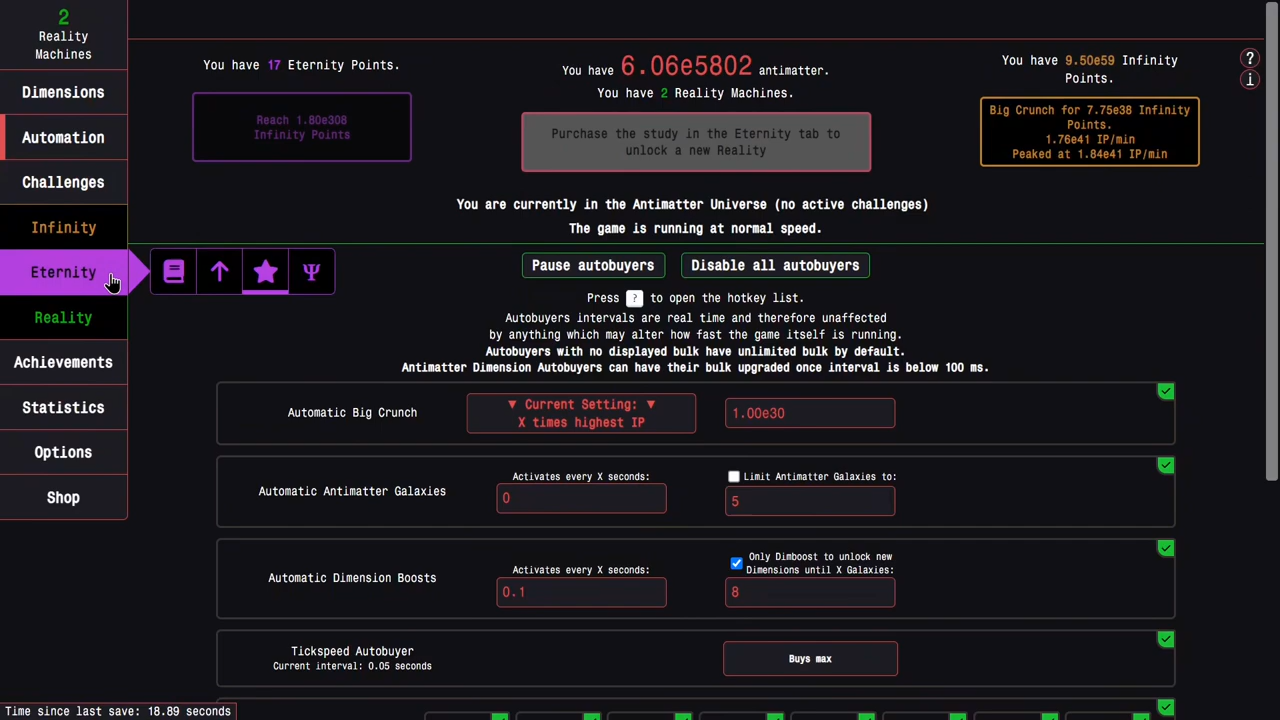 2
Reality
Machines
Dimensions
Automation
Challenges
Infinity
Eternity
Reality
Achievements
Statistics
Options
Shop
You have 17 Eternity Points.
Reach 1.80e308
Infinity Points
You have 6.06e5802 antimatter.
You have 2 Reality Machines.
Purchase the study in the Eternity tab to
unlock a new Reality
You have 9.50e59 Infinity
Points.
Big Crunch for 7.75e38 Infinity
Points.
1.76e41 IP/min
Peaked at 1.84e41 IP/min
?
i
You are currently in the Antimatter Universe (no active challenges)
The game is running at normal speed.
Ψ
Pause autobuyers
Disable all autobuyers
Press ? to open the hotkey list.
Autobuyers intervals are real time and therefore unaffected
by anything which may alter how fast the game itself is running.
Autobuyers with no displayed bulk have unlimited bulk by default.
Antimatter Dimension Autobuyers can have their bulk upgraded once interval is below 100 ms.
Automatic Big Crunch
▼ Current Setting: ▼
X times highest IP
1.00e30
Automatic Antimatter Galaxies
Activates every X seconds:
0
Limit Antimatter Galaxies to:
5
Automatic Dimension Boosts
Activates every X seconds:
0.1
Only Dimboost to unlock new
Dimensions until X Galaxies:
8
Tickspeed Autobuyer
Current interval: 0.05 seconds
Buys max
Time since last save: 18.89 seconds